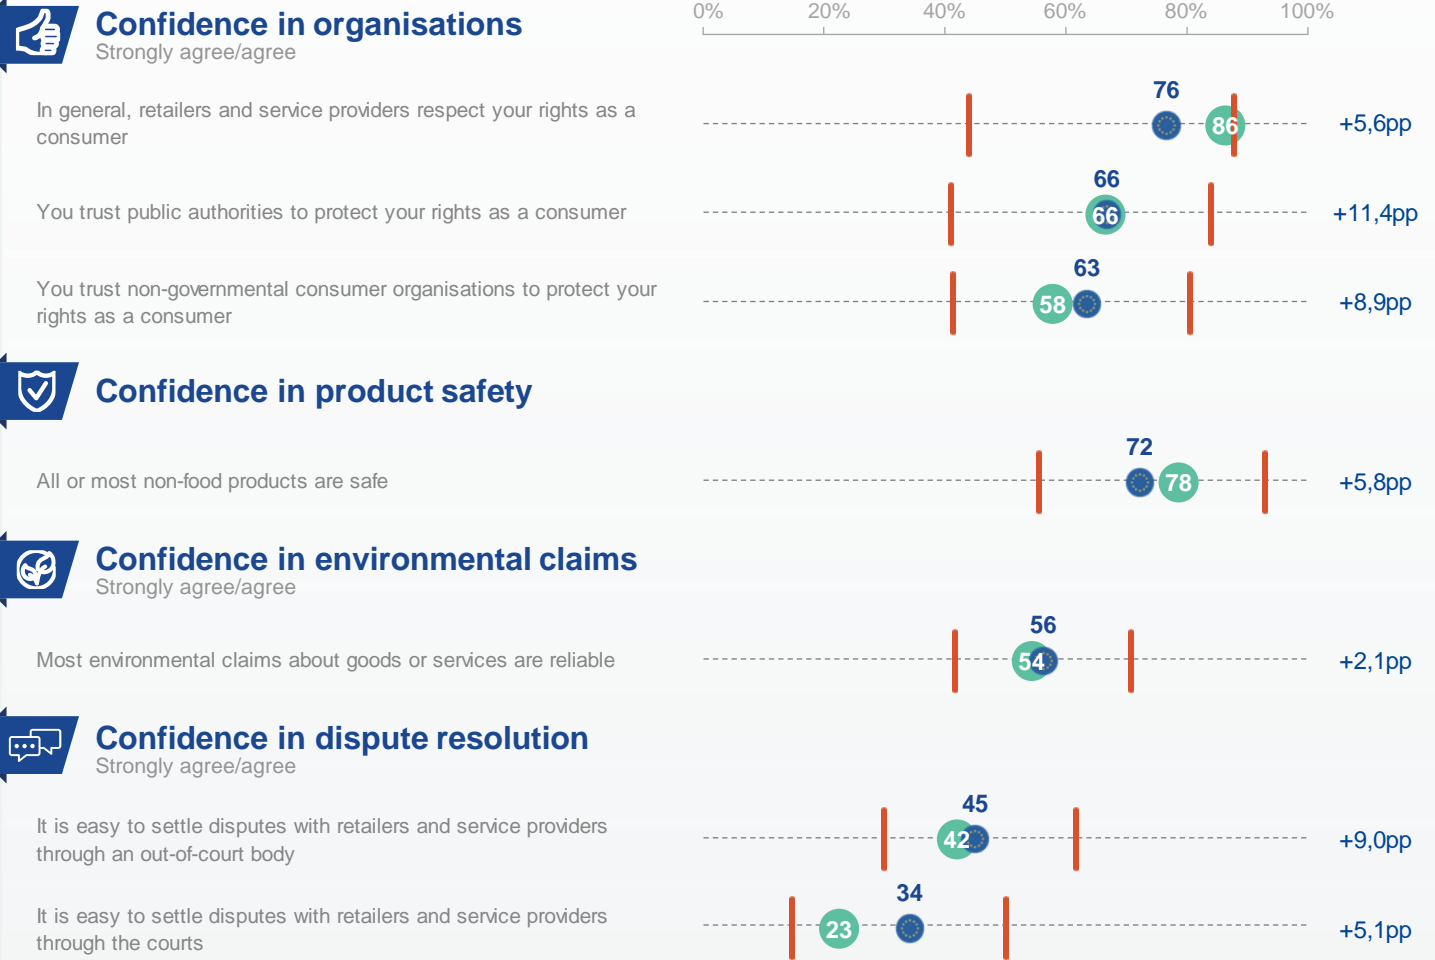 Confidence in organisations
Strongly agree/agree
0% 20% 40% 60% 80% 100%
In general, retailers and service providers respect your rights as a
consumer
76
86
+5,6pp
You trust public authorities to protect your rights as a consumer
66
66
+11,4pp
You trust non-governmental consumer organisations to protect your
rights as a consumer
63
58
+8,9pp
Confidence in product safety
All or most non-food products are safe
72
78
+5,8pp
Confidence in environmental claims
Strongly agree/agree
Most environmental claims about goods or services are reliable
56
54
+2,1pp
Confidence in dispute resolution
Strongly agree/agree
It is easy to settle disputes with retailers and service providers
through an out-of-court body
45
42
+9,0pp
It is easy to settle disputes with retailers and service providers
through the courts
34
23
+5,1pp